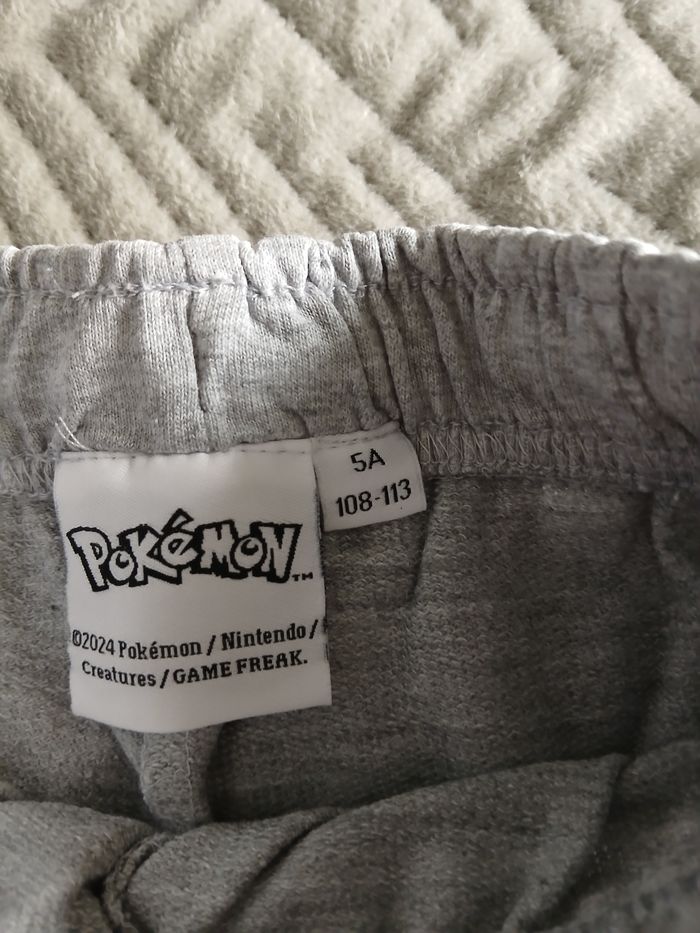 POKéMON™
©2024 Pokémon / Nintendo /
Creatures / GAME FREAK.
5A
108-113